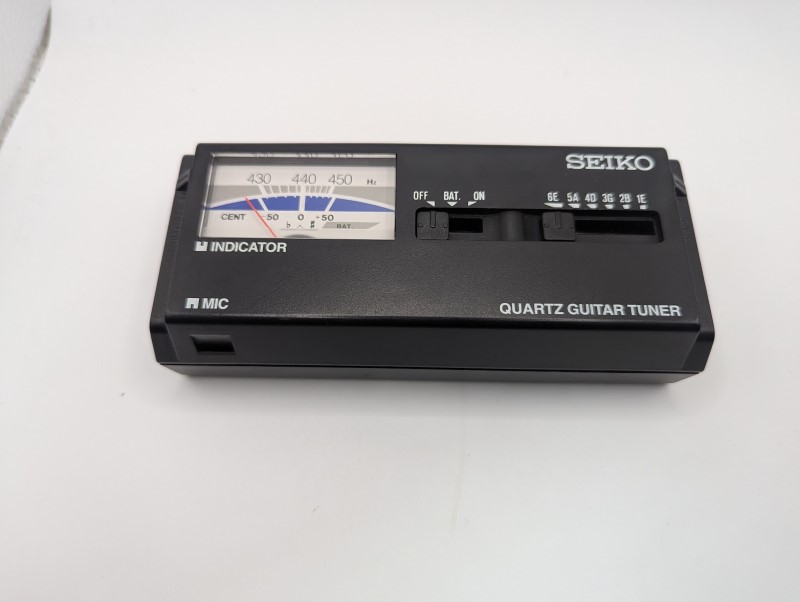 SEIKO
430 440 450 Hz
OFF BAT. ON
6E 5A 4D 3G 2B 1E
CENT -50 0 +50
♭ ♯ BAT.
INDICATOR
MIC
QUARTZ GUITAR TUNER